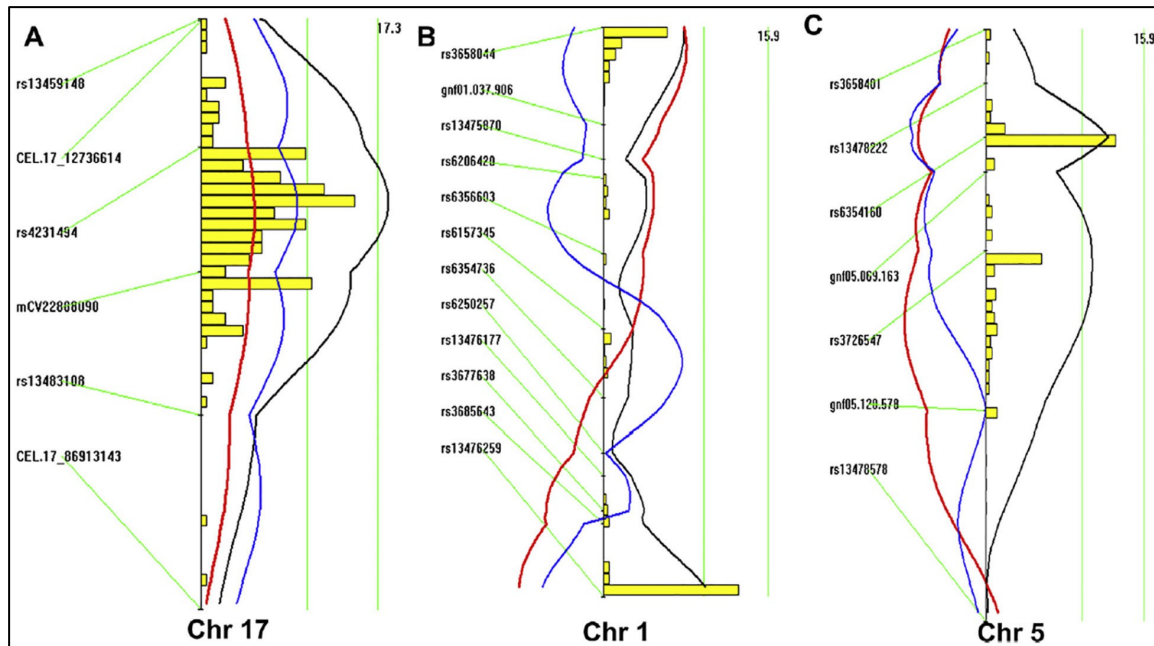 A
17.3
rs13459148
CEL.17_12736614
rs4231494
mCV22866090
rs13483108
CEL.17_86913143
Chr 17
B
15.9
rs3658044
gnf01.037.906
rs13475870
rs6206420
rs6356603
rs6157345
rs6354736
rs6250257
rs13476177
rs3677638
rs3685643
rs13476259
Chr 1
C
15.9
rs3658401
rs13478222
rs6354160
gnf05.069.163
rs3726547
gnf05.120.578
rs13478578
Chr 5